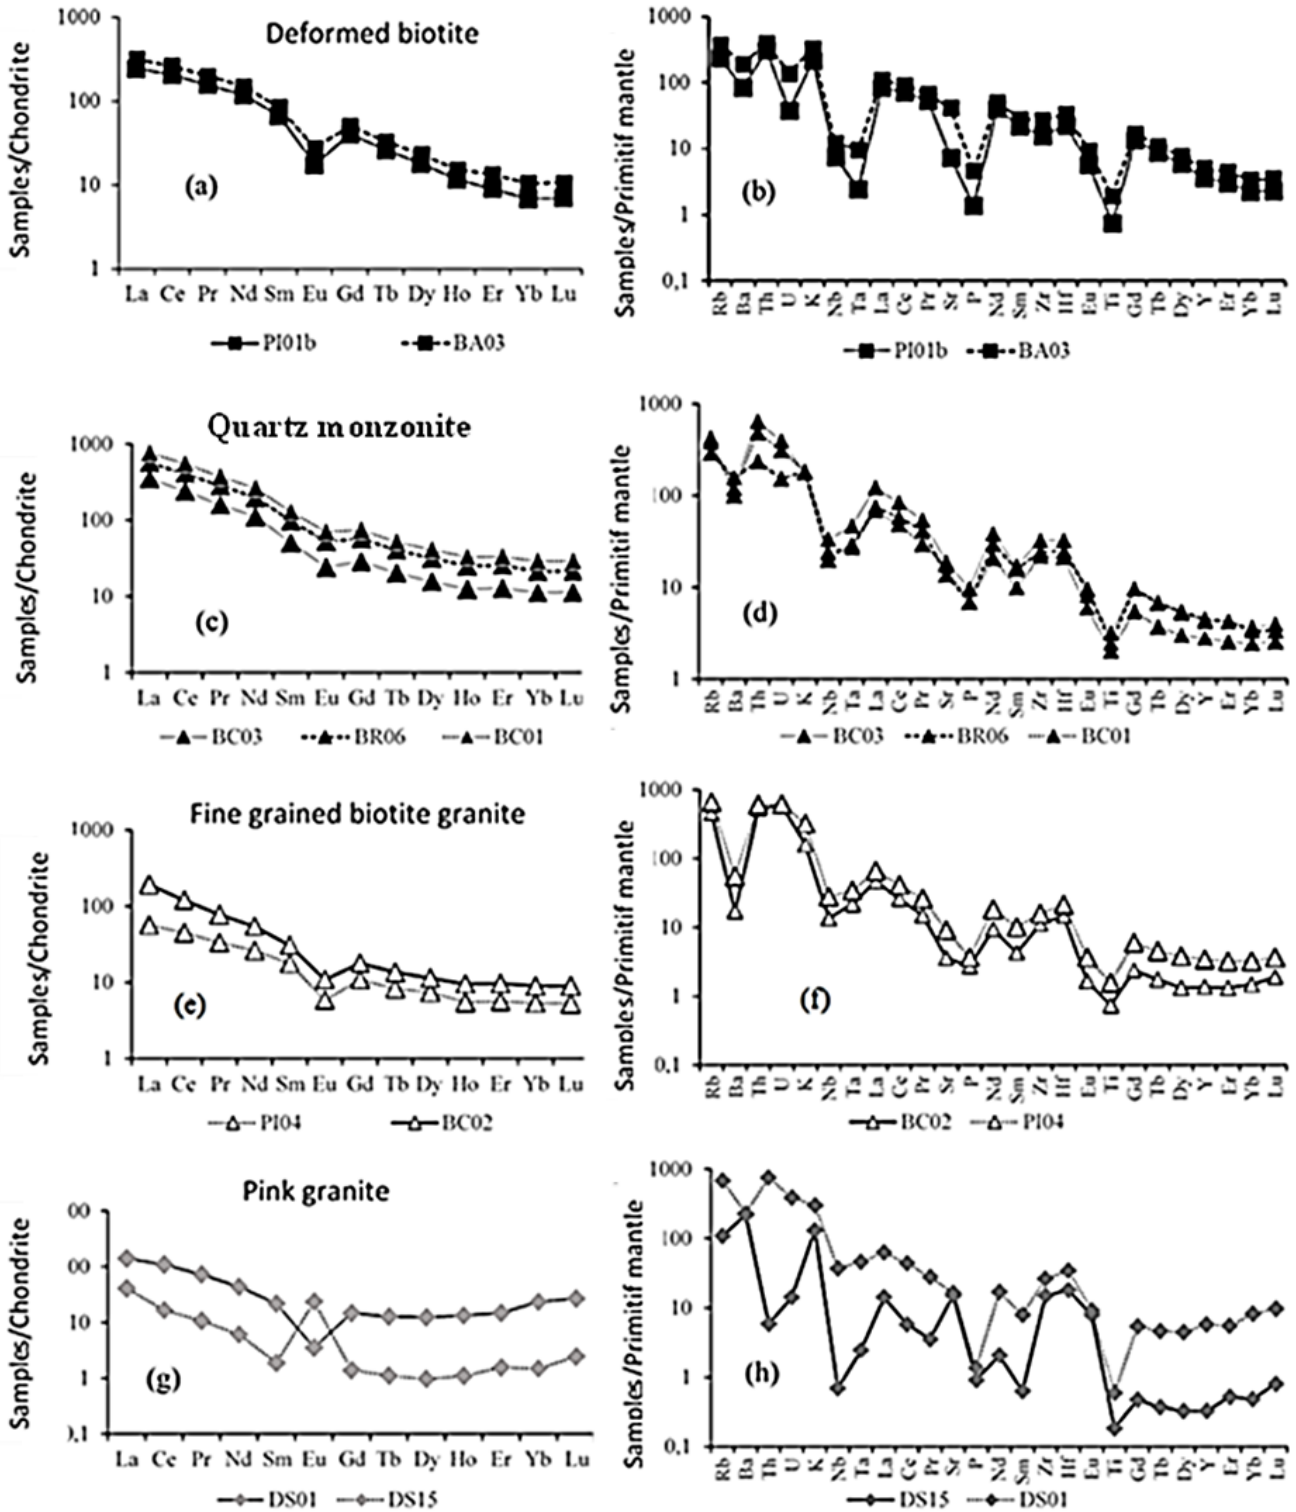 Deformed biotite
Samples/Chondrite
1000
100
10
1
(a)
La Ce Pr Nd Sm Eu Gd Tb Dy Ho Er Yb Lu
PI01b BA03
Samples/Primitif mantle
1000
100
10
1
0.1
(b)
Rb Ba Th U K Nb Ta La Ce Pr Sr P Nd Sm Zr Hf Eu Ti Gd Tb Dy Y Er Yb Lu
PI01b BA03
Quartz monzonite
Samples/Chondrite
1000
100
10
1
(c)
La Ce Pr Nd Sm Eu Gd Tb Dy Ho Er Yb Lu
BC03 BR06 BC01
Samples/Primitif mantle
1000
100
10
1
(d)
Rb Ba Th U K Nb Ta La Ce Pr Sr P Nd Sm Zr Hf Eu Ti Gd Tb Dy Y Er Yb Lu
BC03 BR06 BC01
Fine grained biotite granite
Samples/Chondrite
1000
100
10
1
(e)
La Ce Pr Nd Sm Eu Gd Tb Dy Ho Er Yb Lu
PI04 BC02
Samples/Primitif mantle
1000
100
10
1
0.1
(f)
Rb Ba Th U K Nb Ta La Ce Pr Sr P Nd Sm Zr Hf Eu Ti Gd Tb Dy Y Er Yb Lu
BC02 PI04
Pink granite
Samples/Chondrite
00
00
10
1
0.1
(g)
La Ce Pr Nd Sm Eu Gd Tb Dy Ho Er Yb Lu
DS01 DS15
Samples/Primitif mantle
1000
100
10
1
0.1
(h)
Rb Ba Th U K Nb Ta La Ce Pr Sr P Nd Sm Zr Hf Eu Ti Gd Tb Dy Y Er Yb Lu
DS15 DS01